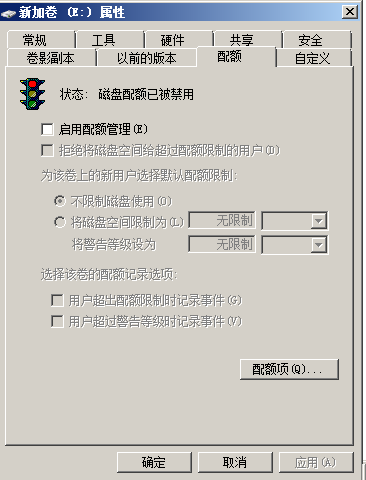 新加卷 (E:) 属性
常规 工具 硬件 共享 安全
卷影副本 以前的版本 配额 自定义
状态: 磁盘配额已被禁用
启用配额管理(E)
拒绝将磁盘空间给超过配额限制的用户(D)
为该卷上的新用户选择默认配额限制:
不限制磁盘使用(O)
将磁盘空间限制为(L) 无限制
将警告等级设为 无限制
选择该卷的配额记录选项:
用户超出配额限制时记录事件(G)
用户超过警告等级时记录事件(V)
配额项(Q)...
确定 取消 应用(A)